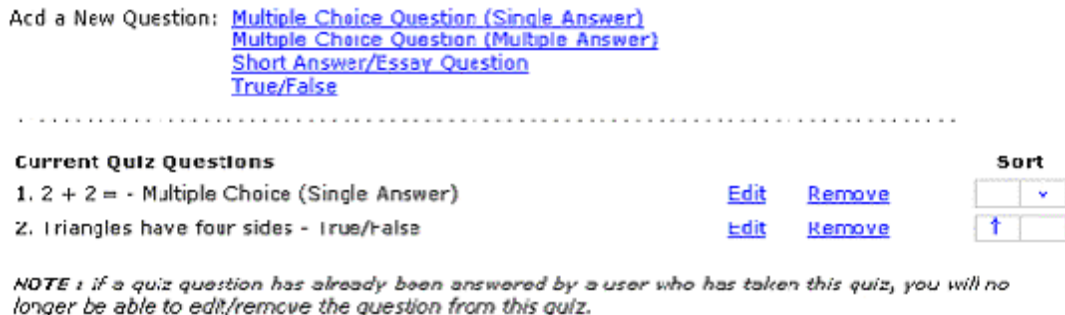 Add a New Question: Multiple Choice Question (Single Answer)
Multiple Choice Question (Multiple Answer)
Short Answer/Essay Question
True/False
Current Quiz Questions Sort
1. 2 + 2 = - Multiple Choice (Single Answer) Edit Remove
2. Triangles have four sides - True/False Edit Remove ↑
NOTE : if a quiz question has already been answered by a user who has taken this quiz, you will no
longer be able to edit/remove the question from this quiz.